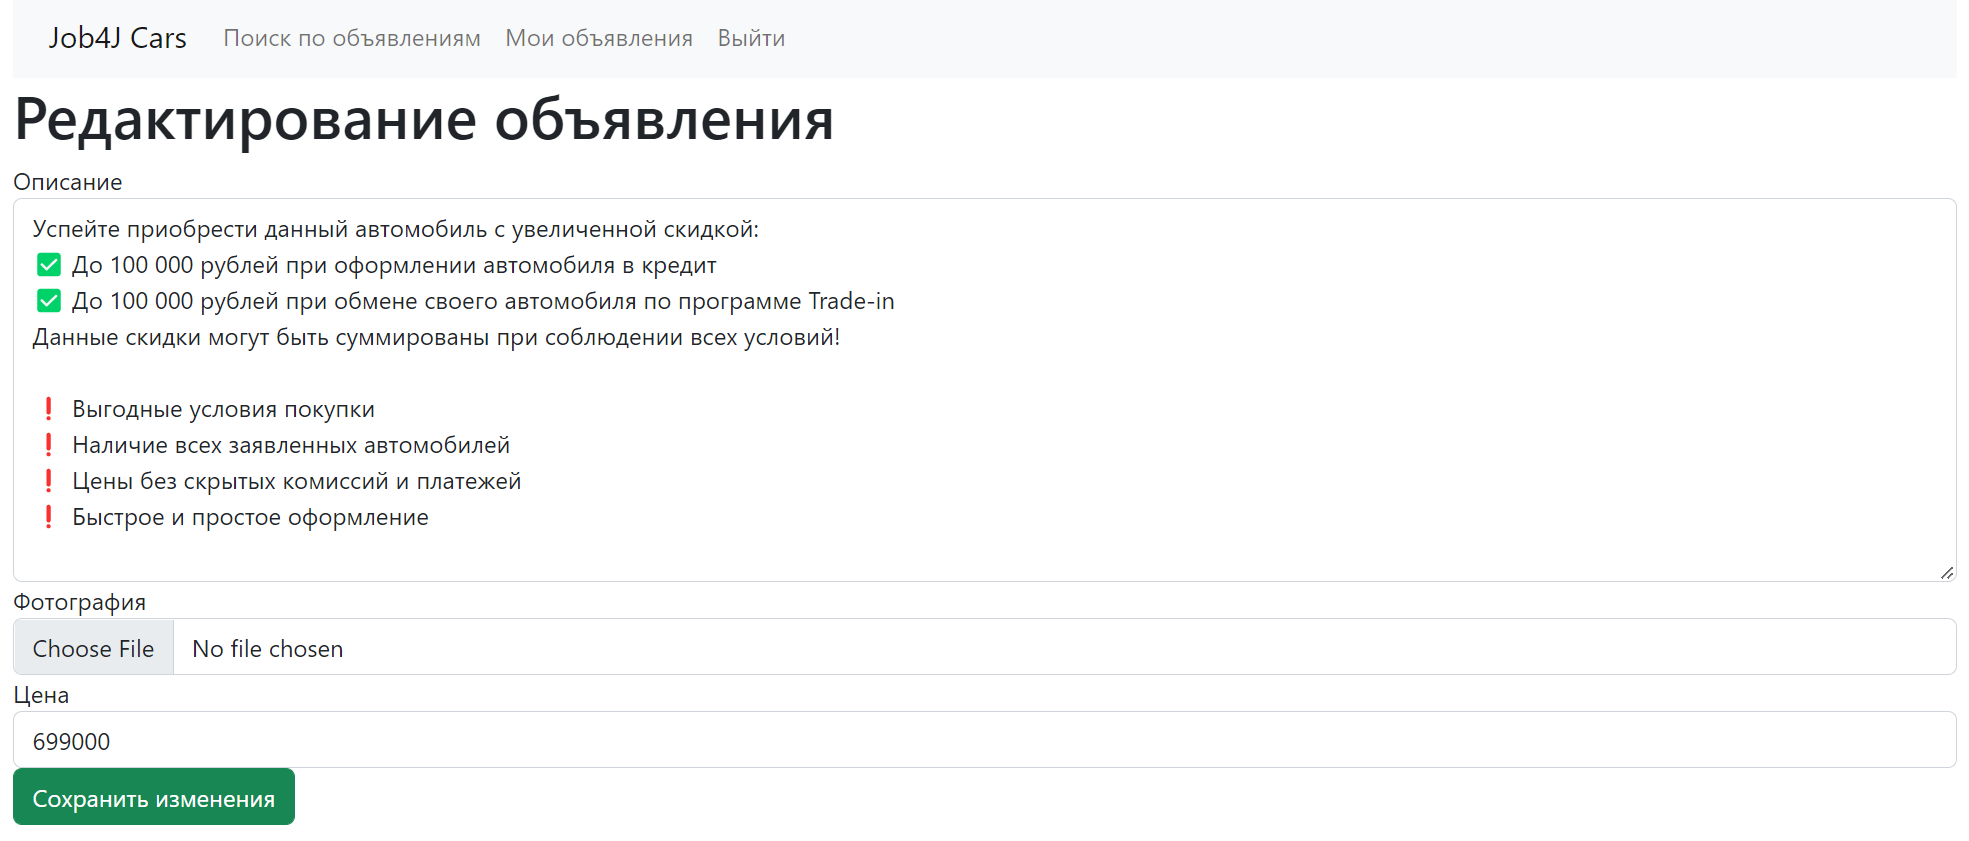 Job4J Cars Поиск по объявлениям Мои объявления Выйти
Редактирование объявления
Описание
Успейте приобрести данный автомобиль с увеличенной скидкой:
✅ До 100 000 рублей при оформлении автомобиля в кредит
✅ До 100 000 рублей при обмене своего автомобиля по программе Trade-in
Данные скидки могут быть суммированы при соблюдении всех условий!
❗ Выгодные условия покупки
❗ Наличие всех заявленных автомобилей
❗ Цены без скрытых комиссий и платежей
❗ Быстрое и простое оформление
Фотография
Choose File No file chosen
Цена
699000
Сохранить изменения